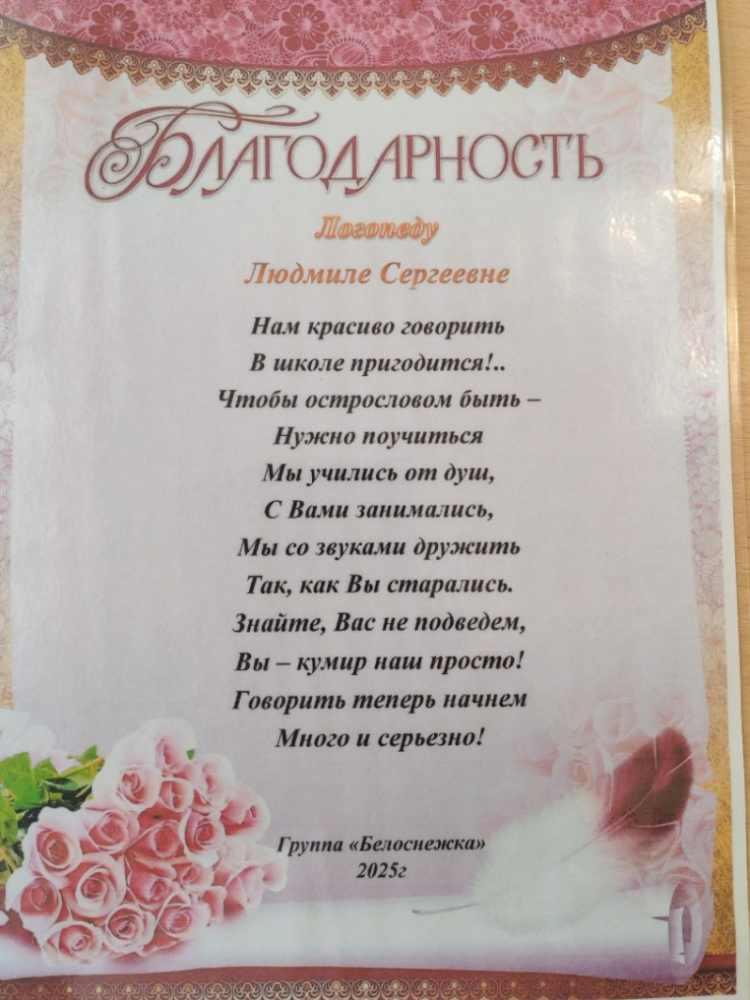 БЛАГОДАРНОСТЬ
Логопеду
Людмиле Сергеевне
Нам красиво говорить
В школе пригодится!..
Чтобы острословом быть –
Нужно поучиться
Мы учились от душ,
С Вами занимались,
Мы со звуками дружить
Так, как Вы старались.
Знайте, Вас не подведем,
Вы – кумир наш просто!
Говорить теперь начнем
Много и серьезно!
Группа «Белоснежка»
2025г